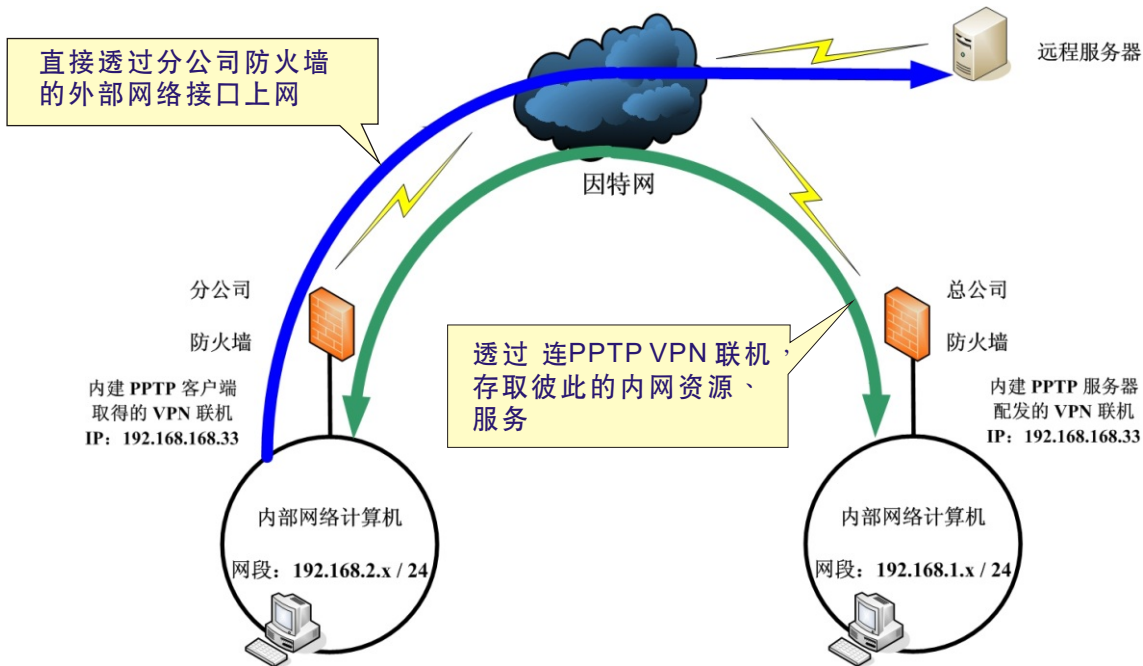 直接透过分公司防火墙
的外部网络接口上网
远程服务器
因特网
分公司
防火墙
内建 PPTP 客户端
取得的 VPN 联机
IP：192.168.168.33
透过 连PPTP VPN 联机，
存取彼此的内网资源、
服务
总公司
防火墙
内建 PPTP 服务器
配发的 VPN 联机
IP：192.168.168.33
内部网络计算机
网段：192.168.2.x / 24
内部网络计算机
网段：192.168.1.x / 24